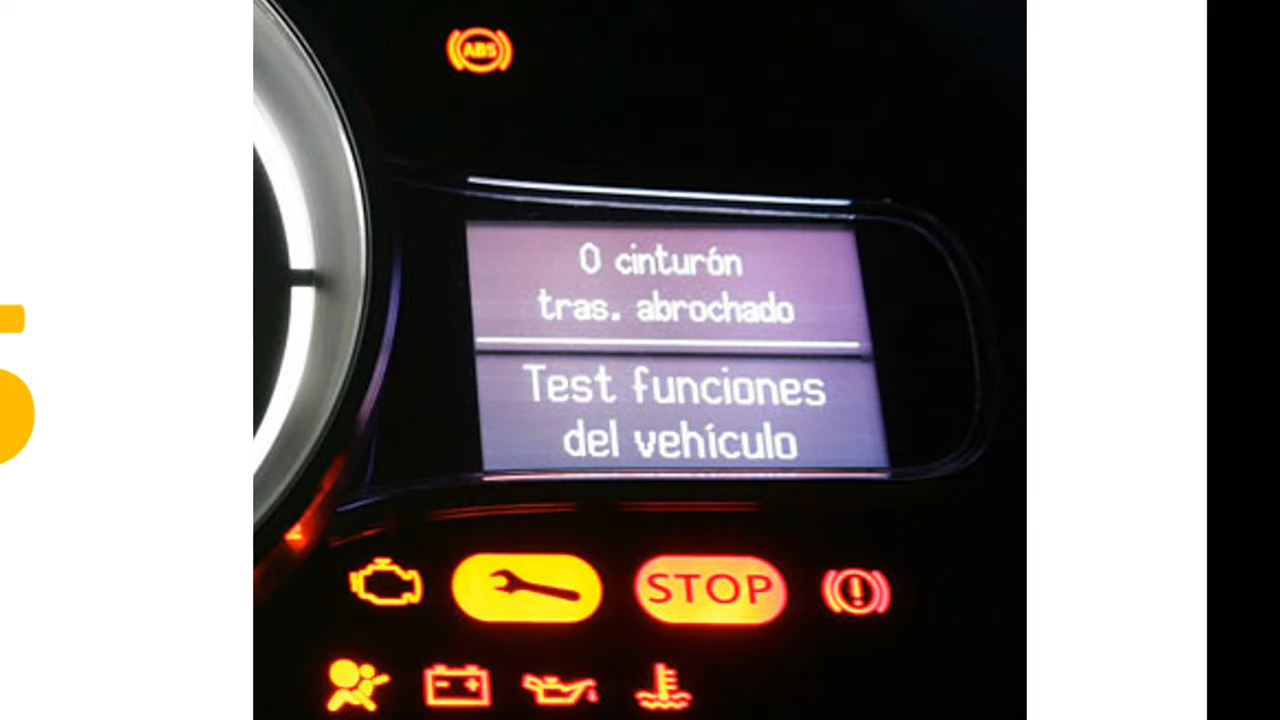 ABS
0 cinturón
tras. abrochado
Test funciones
del vehículo
STOP